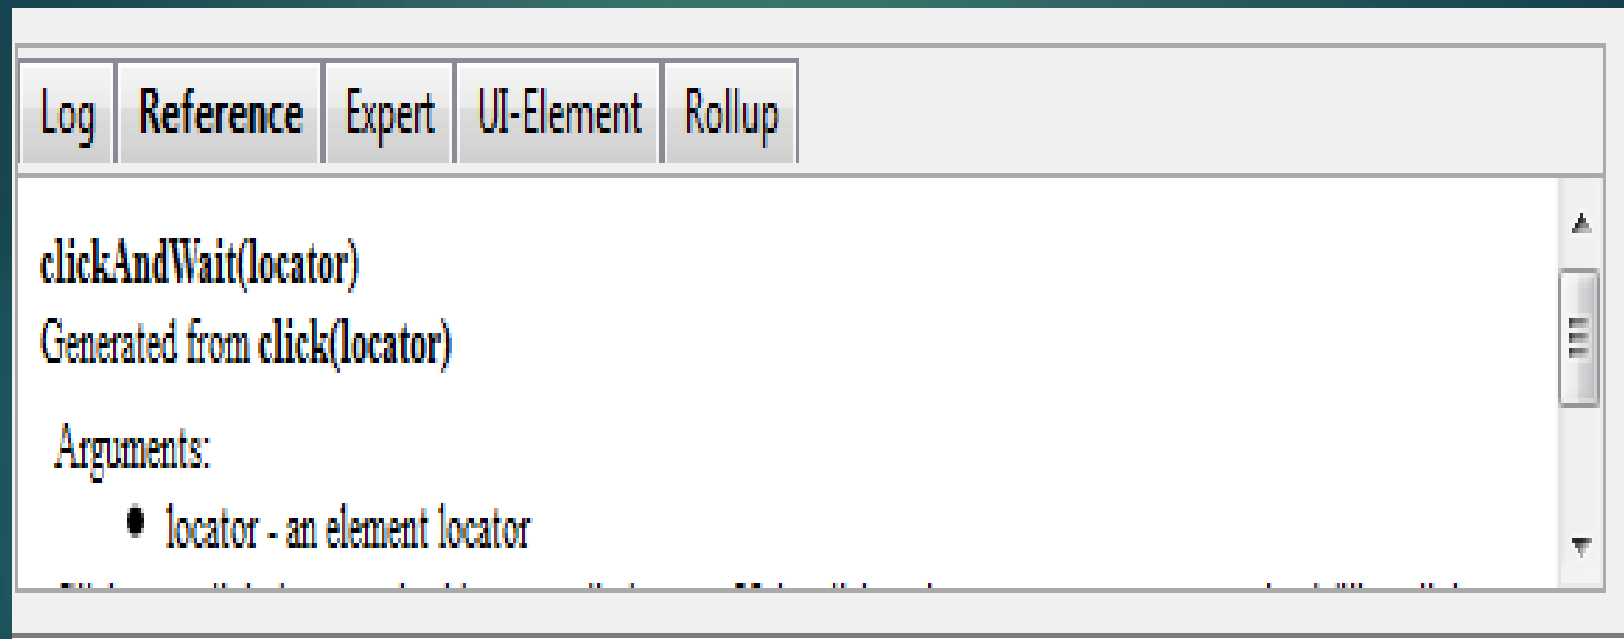 Log Reference Expert UI-Element Rollup
clickAndWait(locator)
Generated from click(locator)
Arguments:
● locator - an element locator